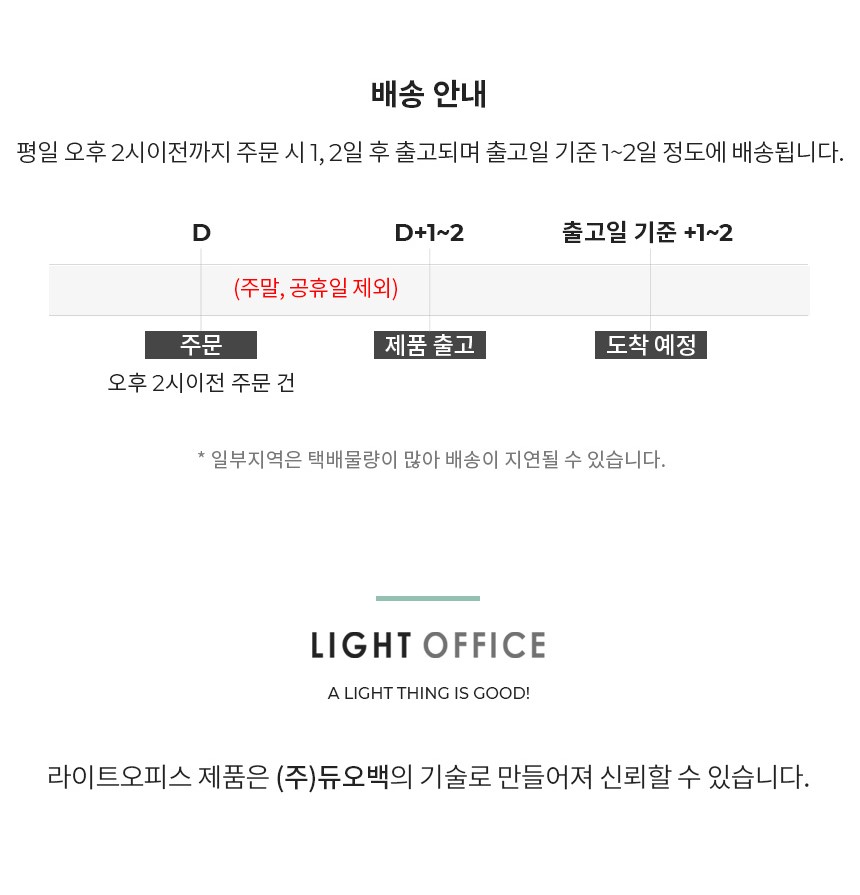 배송 안내
평일 오후 2시이전까지 주문 시 1, 2일 후 출고되며 출고일 기준 1~2일 정도에 배송됩니다.
D
D+1~2
출고일 기준 +1~2
(주말, 공휴일 제외)
주문
제품 출고
도착 예정
오후 2시이전 주문 건
* 일부지역은 택배물량이 많아 배송이 지연될 수 있습니다.
LIGHT OFFICE
A LIGHT THING IS GOOD!
라이트오피스 제품은 (주)듀오백의 기술로 만들어져 신뢰할 수 있습니다.